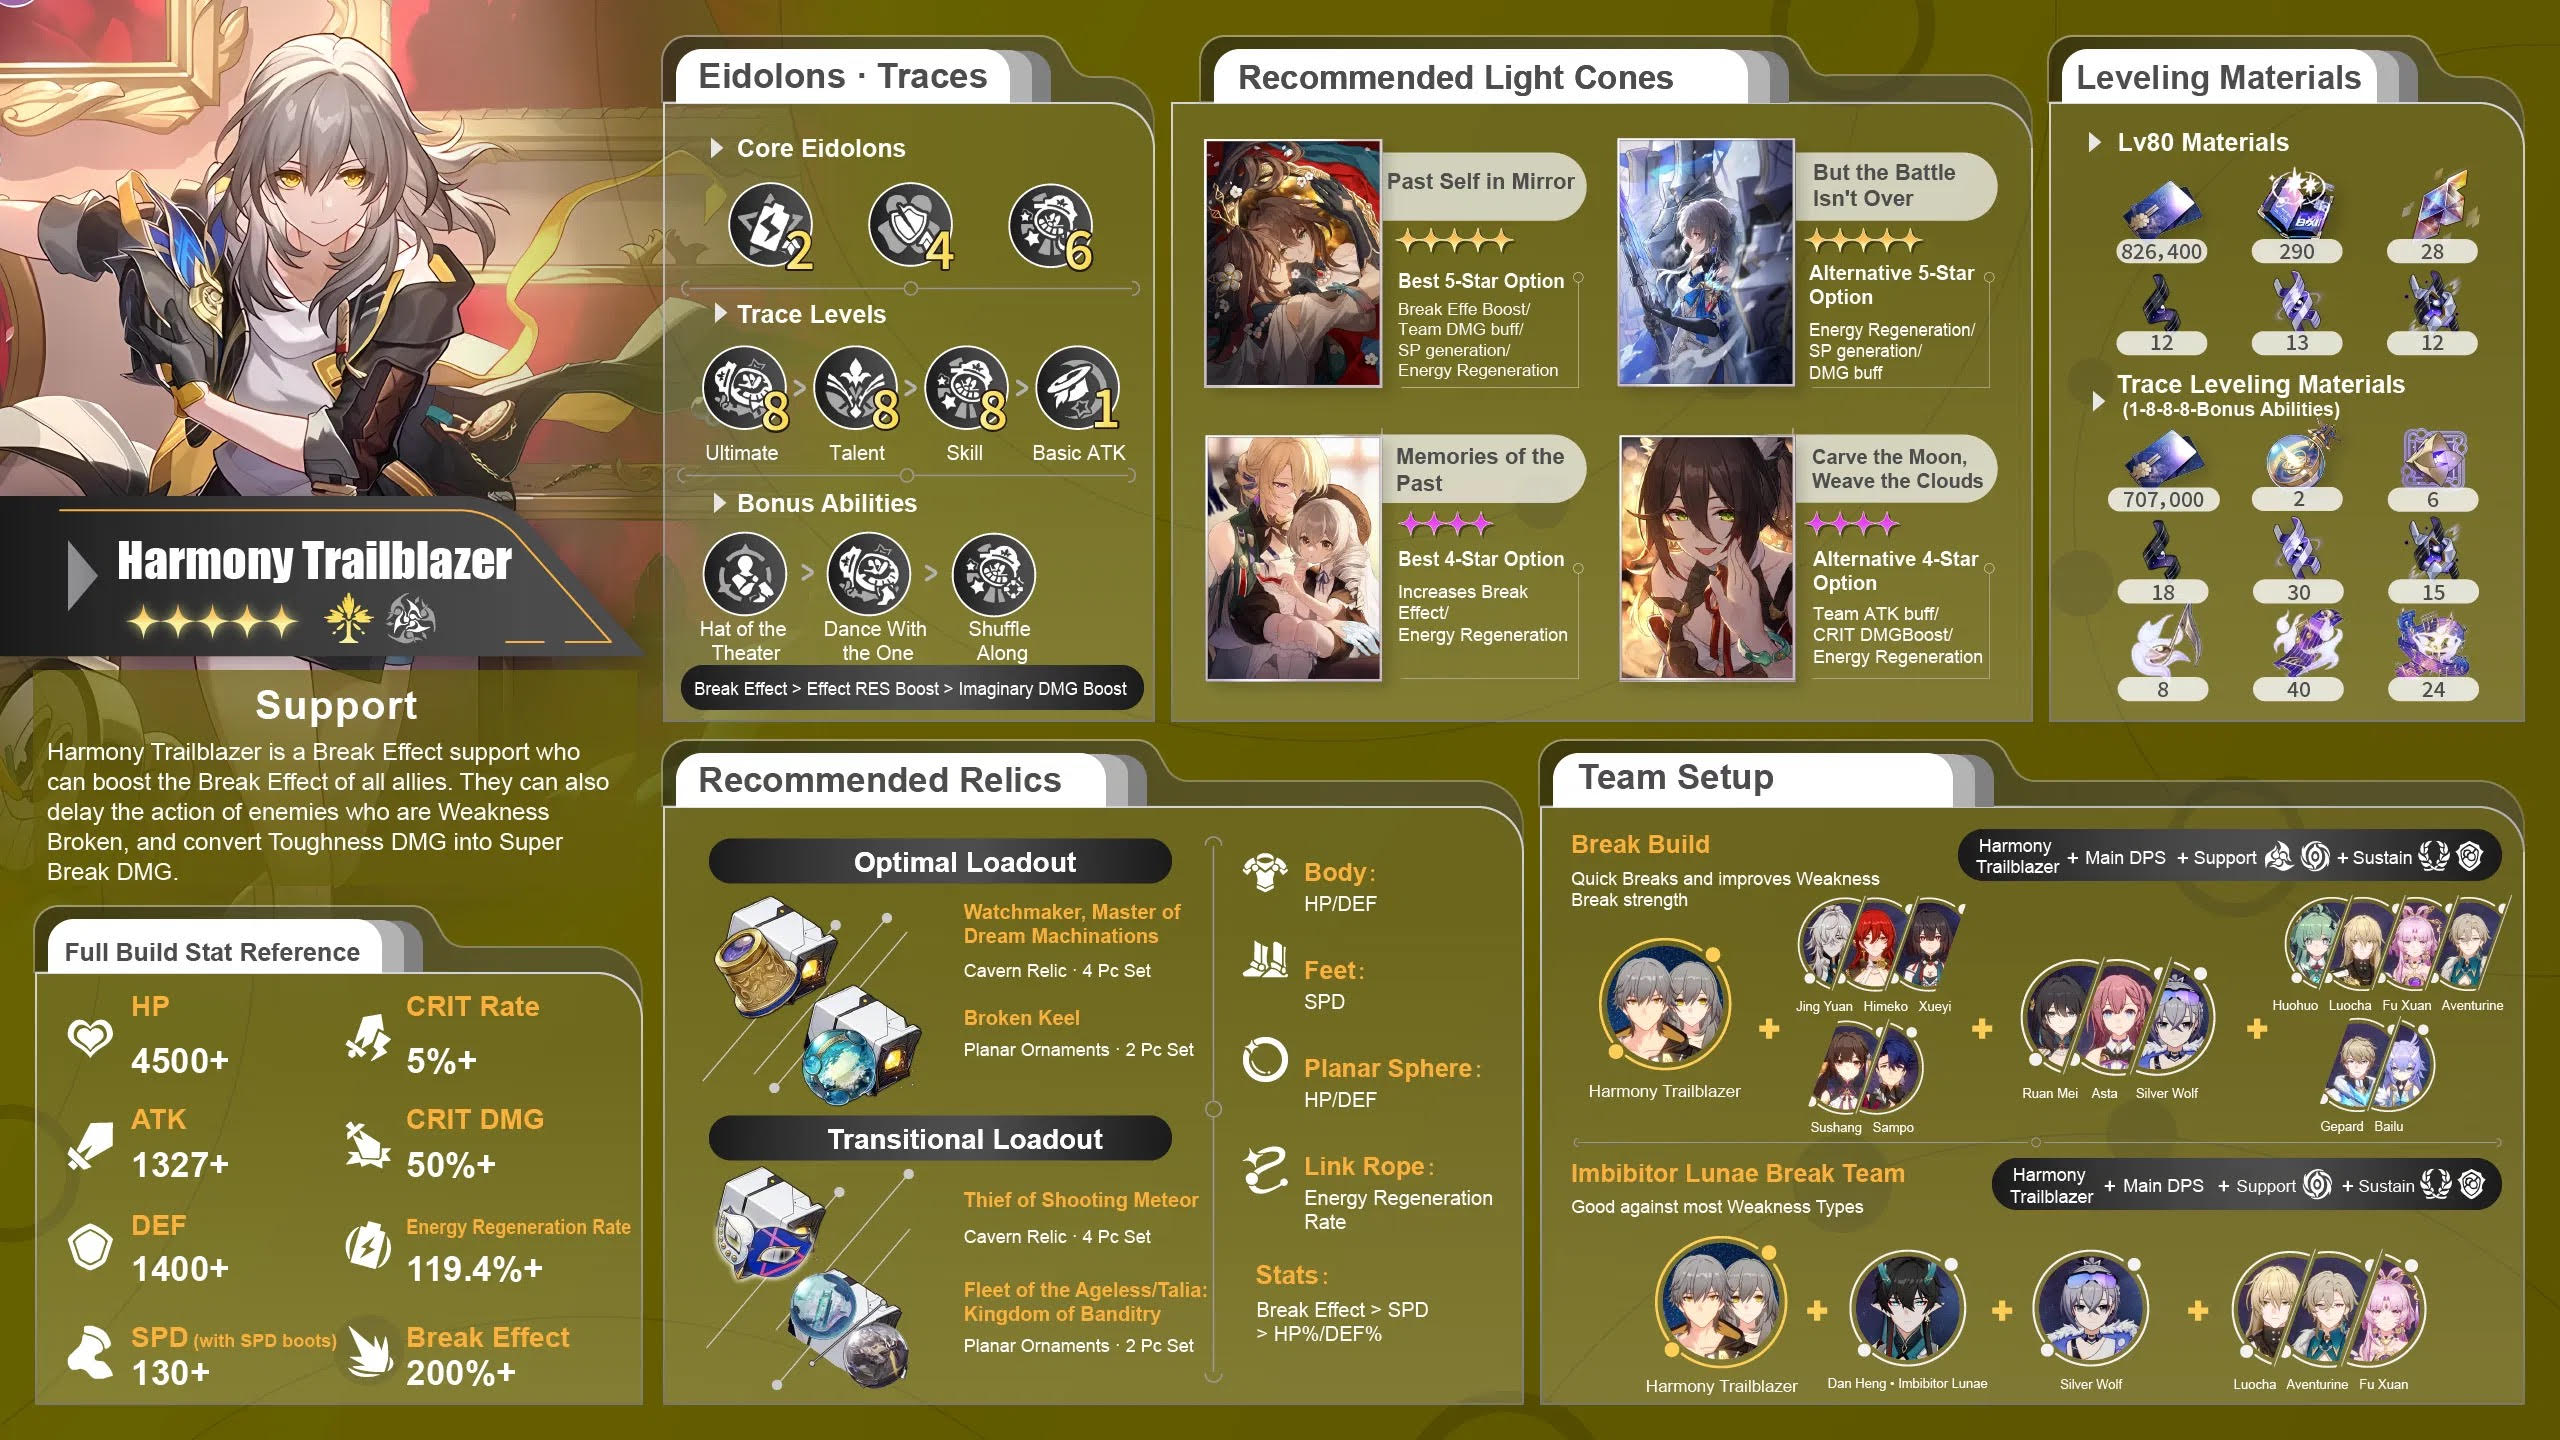 Harmony Trailblazer
Support
Harmony Trailblazer is a Break Effect support who
can boost the Break Effect of all allies. They can also
delay the action of enemies who are Weakness
Broken, and convert Toughness DMG into Super
Break DMG.
Full Build Stat Reference
HP
4500+
CRIT Rate
5%+
ATK
1327+
CRIT DMG
50%+
DEF
1400+
Energy Regeneration Rate
119.4%+
SPD (with SPD boots)
130+
Break Effect
200%+
Eidolons · Traces
Core Eidolons
2 4 6
Trace Levels
8 > 8 > 8 > 1
Ultimate Talent Skill Basic ATK
Bonus Abilities
> >
Hat of the
Theater
Dance With
the One
Shuffle
Along
Break Effect > Effect RES Boost > Imaginary DMG Boost
Recommended Light Cones
Past Self in Mirror
Best 5-Star Option
Break Effe Boost/
Team DMG buff/
SP generation/
Energy Regeneration
But the Battle
Isn't Over
Alternative 5-Star
Option
Energy Regeneration/
SP generation/
DMG buff
Memories of the
Past
Best 4-Star Option
Increases Break
Effect/
Energy Regeneration
Carve the Moon,
Weave the Clouds
Alternative 4-Star
Option
Team ATK buff/
CRIT DMGBoost/
Energy Regeneration
Leveling Materials
Lv80 Materials
826,400 290 28
12 13 12
Trace Leveling Materials
(1-8-8-8-Bonus Abilities)
707,000 2 6
18 30 15
8 40 24
Recommended Relics
Optimal Loadout
Watchmaker, Master of
Dream Machinations
Cavern Relic · 4 Pc Set
Broken Keel
Planar Ornaments · 2 Pc Set
Transitional Loadout
Thief of Shooting Meteor
Cavern Relic · 4 Pc Set
Fleet of the Ageless/Talia:
Kingdom of Banditry
Planar Ornaments · 2 Pc Set
Body:
HP/DEF
Feet:
SPD
Planar Sphere:
HP/DEF
Link Rope:
Energy Regeneration
Rate
Stats:
Break Effect > SPD
> HP%/DEF%
Team Setup
Break Build
Quick Breaks and improves Weakness
Break strength
Harmony
Trailblazer + Main DPS + Support + Sustain
Harmony Trailblazer
+
Jing Yuan Himeko Xueyi
Sushang Sampo
+
Ruan Mei Asta Silver Wolf
+
Huohuo Luocha Fu Xuan Aventurine
Gepard Bailu
Imbibitor Lunae Break Team
Good against most Weakness Types
Harmony
Trailblazer + Main DPS + Support + Sustain
Harmony Trailblazer
+
Dan Heng • Imbibitor Lunae
+
Silver Wolf
+
Luocha Aventurine Fu Xuan